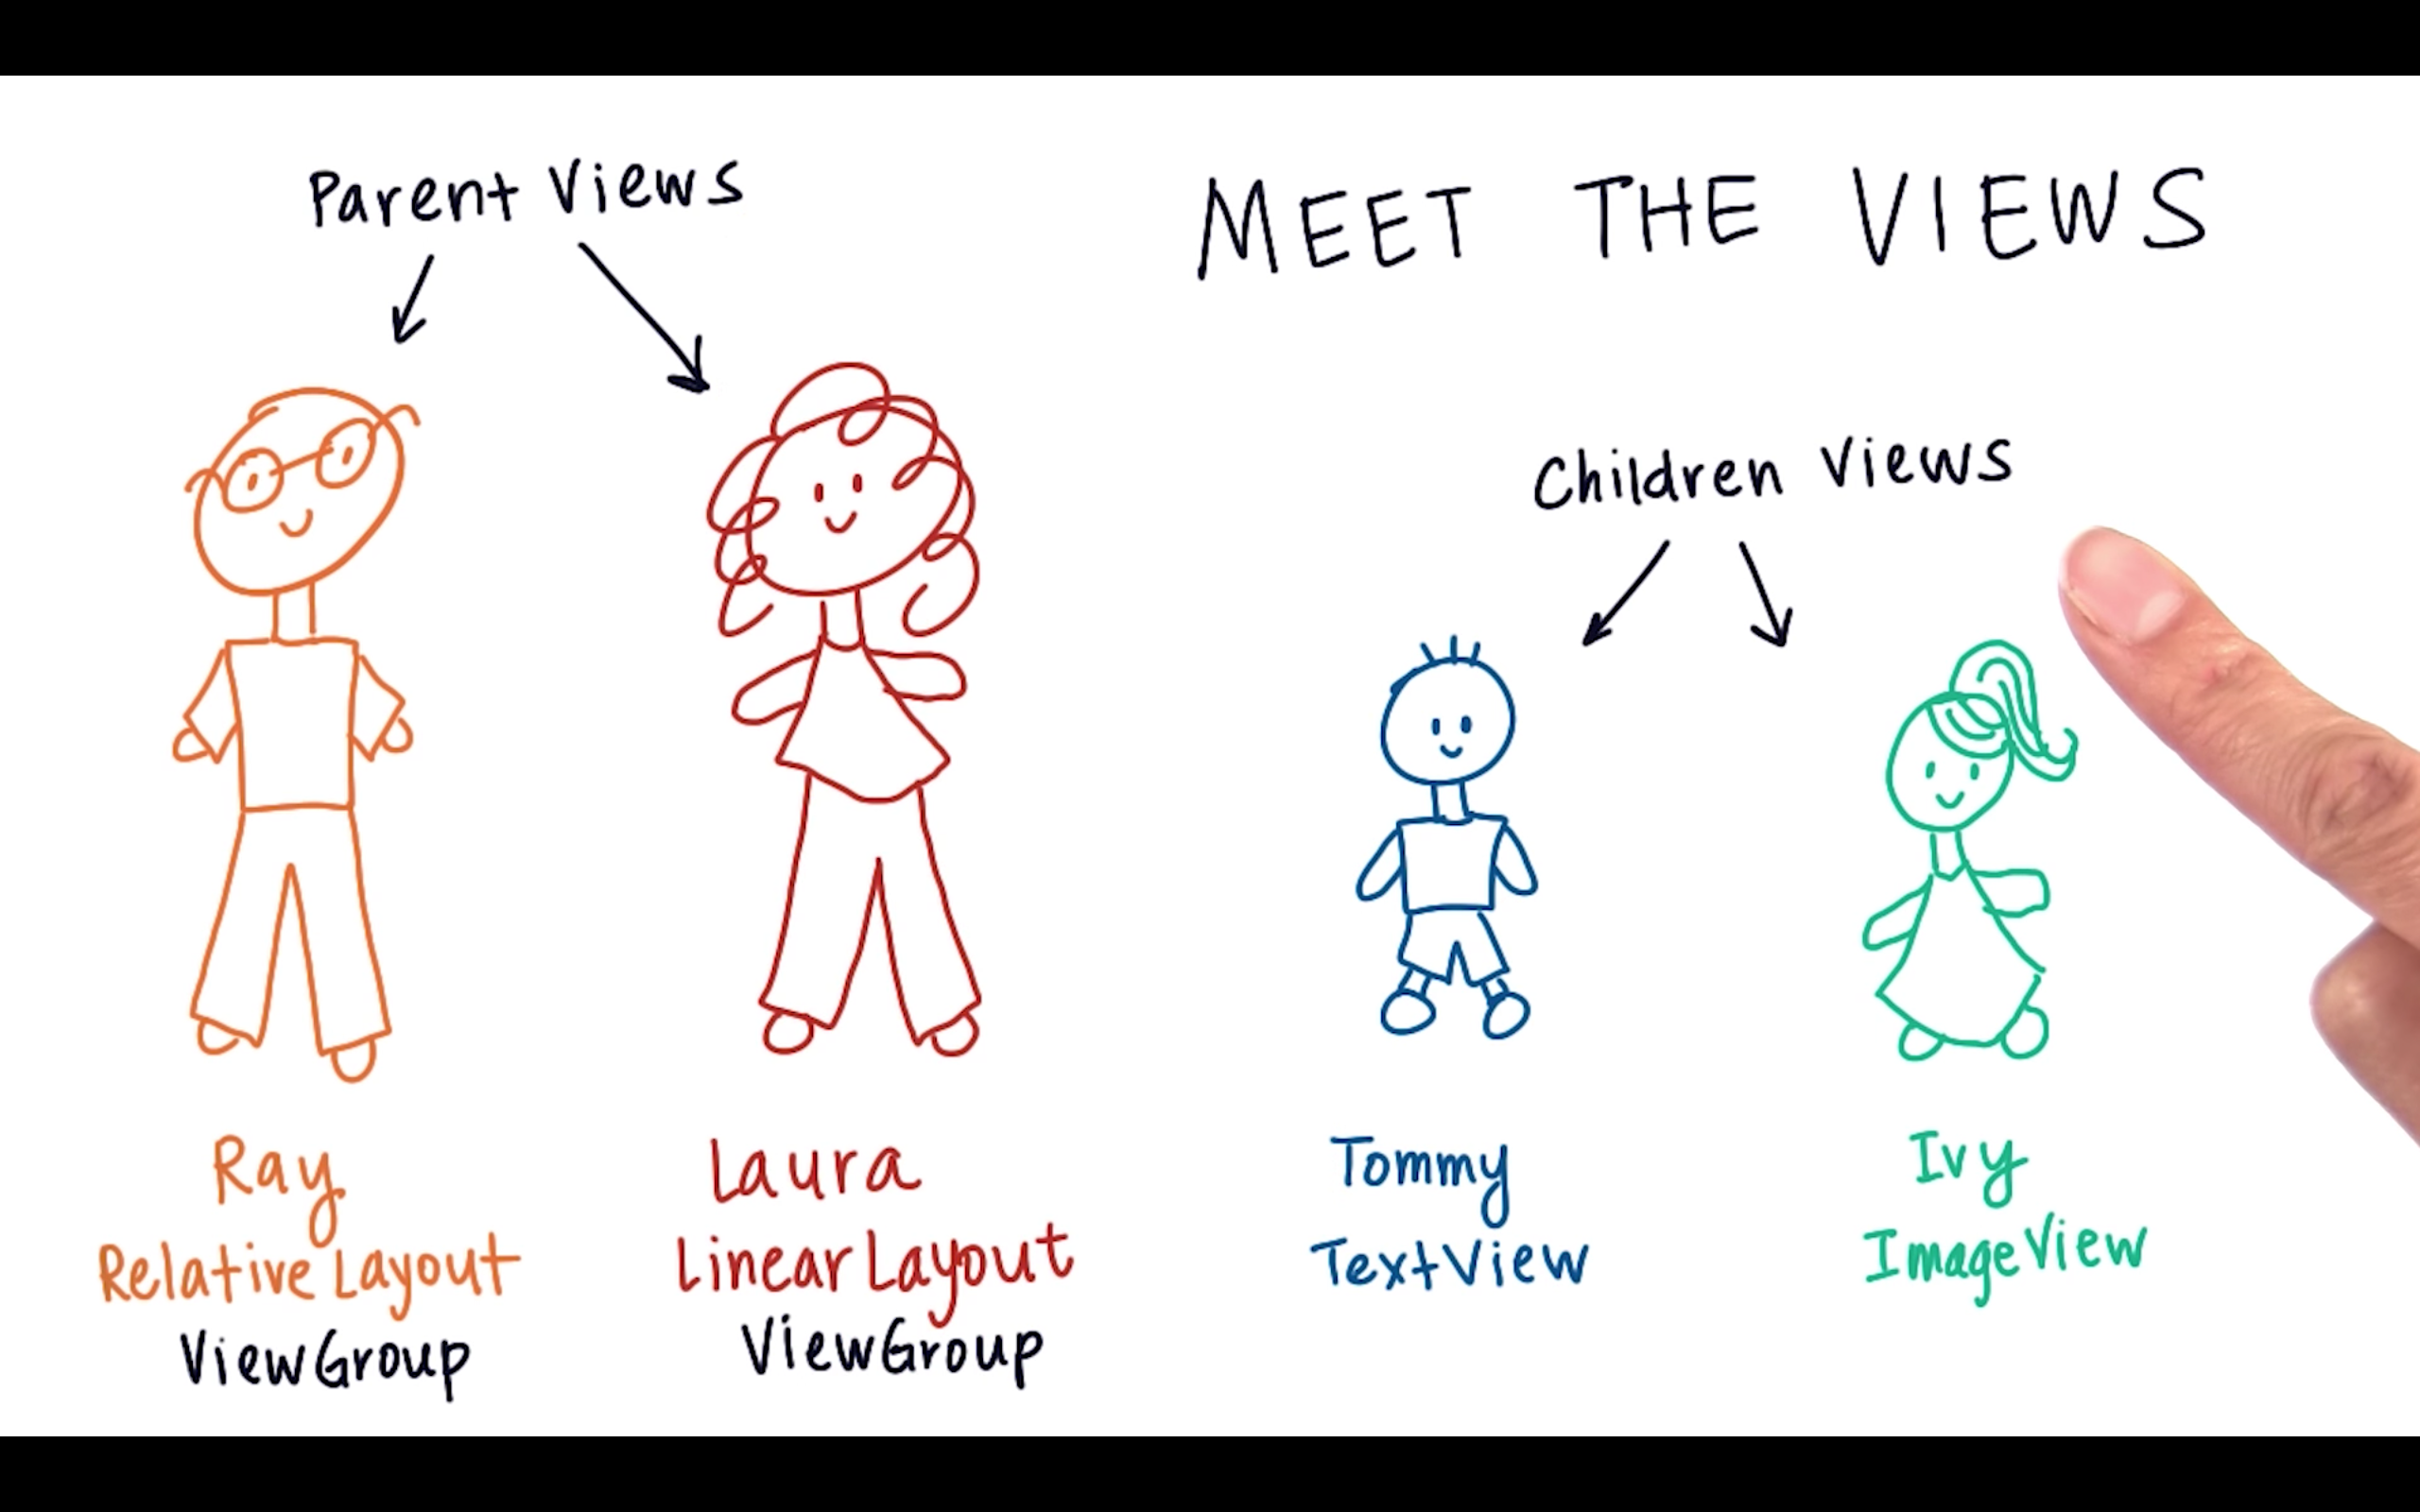 Parent Views
MEET THE VIEWS
Children Views
Ray
Relative Layout
ViewGroup
Laura
Linear Layout
ViewGroup
Tommy
TextView
Ivy
ImageView